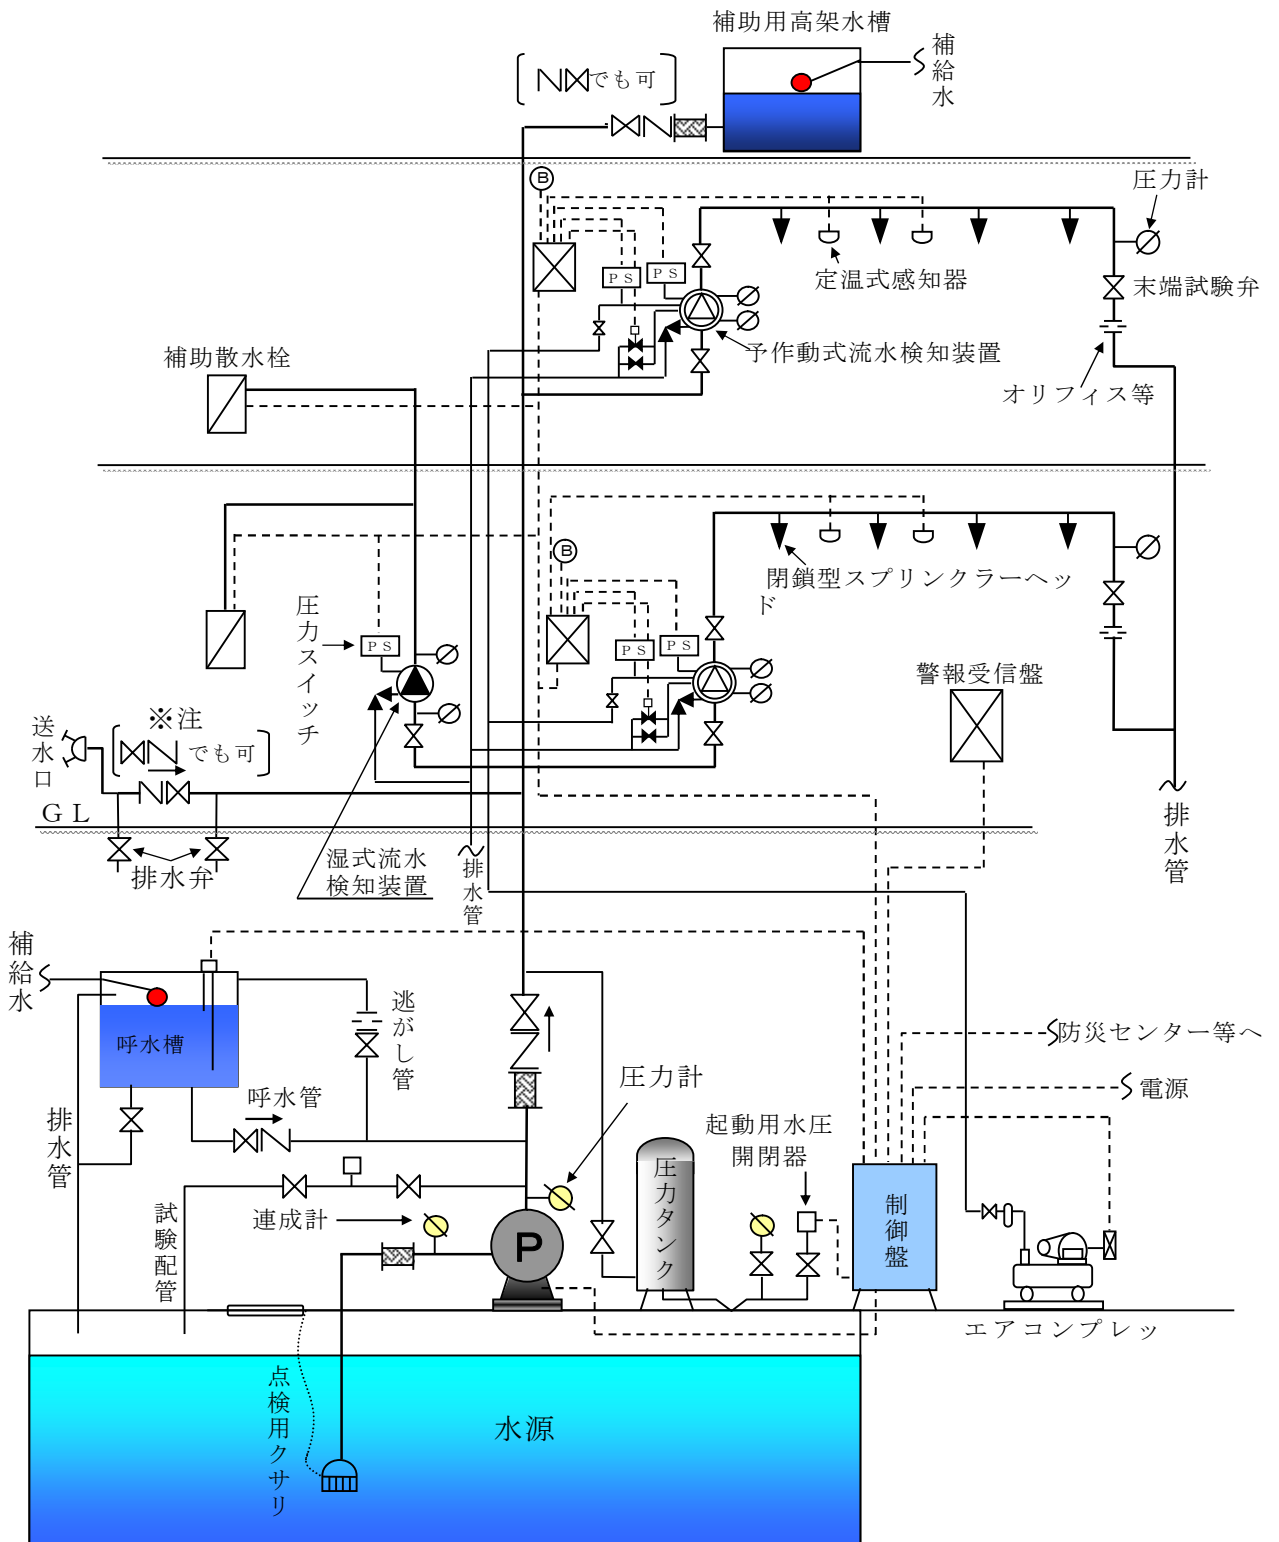 補助用高架水槽
補給水
でも可
B
圧力計
P S
P S
定温式感知器
末端試験弁
予作動式流水検知装置
補助散水栓
オリフィス等
B
閉鎖型スプリンクラーヘッ
ド
圧力スイッチ
P S
P S
P S
警報受信盤
※注
送水口
でも可
ＧＬ
排水管
排水弁
湿式流水
検知装置
排水管
補給水
逃がし管
呼水槽
防災センター等へ
電源
圧力計
呼水管
起動用水圧
開閉器
排水管
圧力タンク
試験配管
連成計
制御盤
P
エアコンプレッ
点検用クサリ
水源